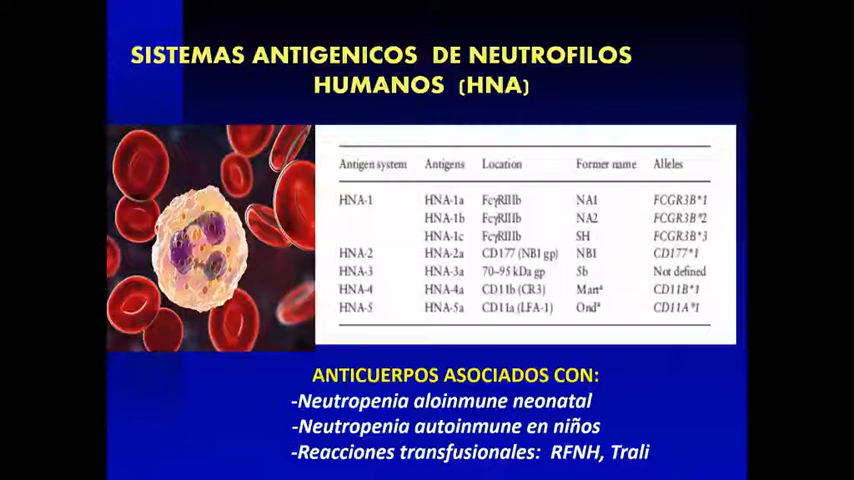 SISTEMAS ANTIGENICOS DE NEUTROFILOS
HUMANOS (HNA)
Antigen system Antigens Location Former name Alleles
HNA-1 HNA-1a FcγRIIIb NA1 FCGR3B*1
HNA-1b FcγRIIIb NA2 FCGR3B*2
HNA-1c FcγRIIIb SH FCGR3B*3
HNA-2 HNA-2a CD177 (NB1 gp) NB1 CD177*1
HNA-3 HNA-3a 70–95 kDa gp 5b Not defined
HNA-4 HNA-4a CD11b (CR3) Martª CD11B*1
HNA-5 HNA-5a CD11a (LFA-1) Ondª CD11A*1
ANTICUERPOS ASOCIADOS CON:
-Neutropenia aloinmune neonatal
-Neutropenia autoinmune en niños
-Reacciones transfusionales: RFNH, Trali